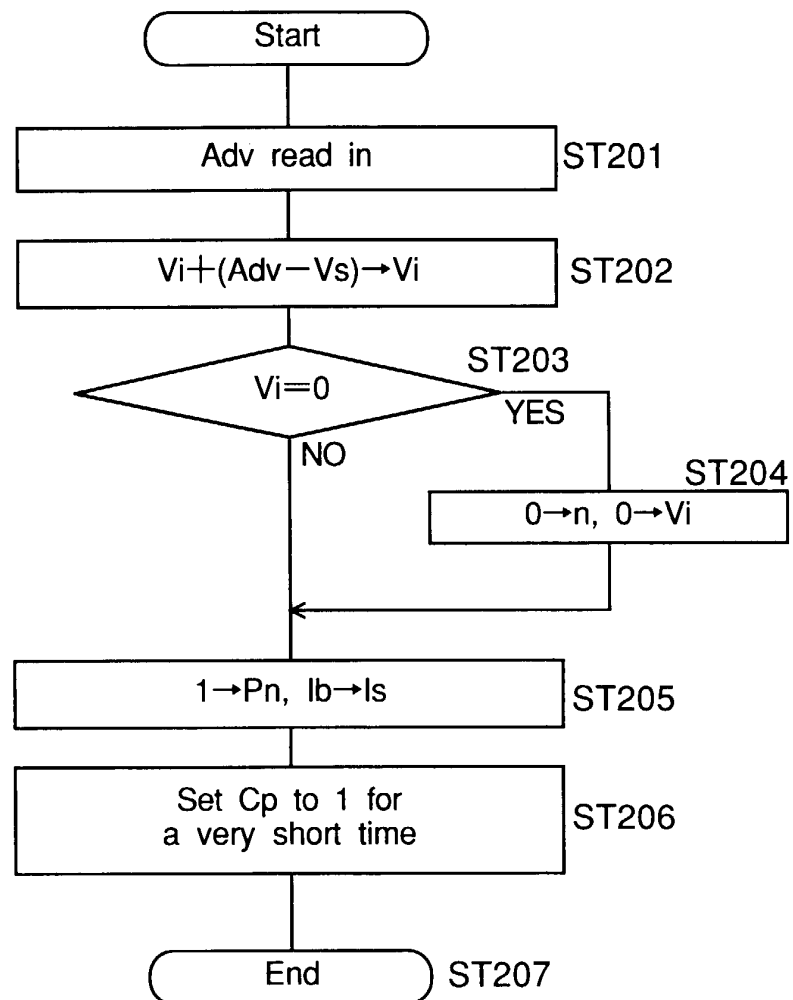 Start
Adv read in
ST201
Vi+(Adv−Vs)→Vi
ST202
ST203
Vi=0
YES
NO
ST204
0→n, 0→Vi
1→Pn, Ib→Is
ST205
Set Cp to 1 for
a very short time
ST206
End
ST207